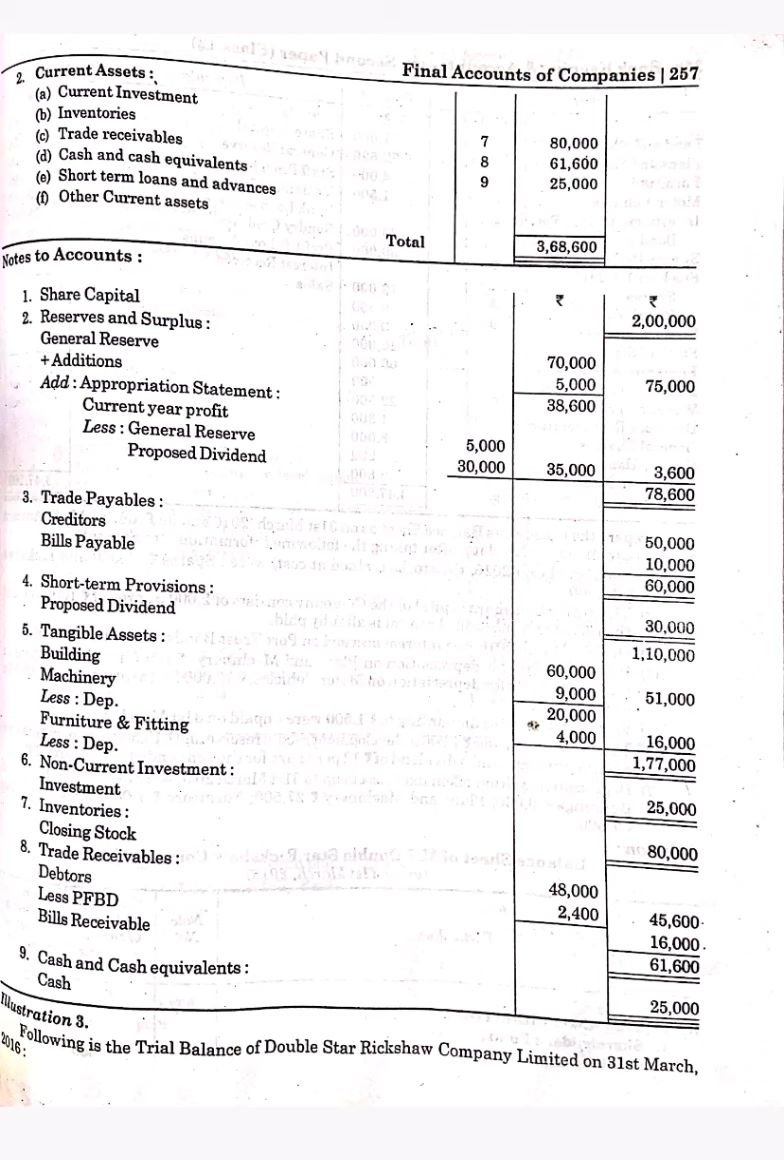 Final Accounts of Companies | 257
2. Current Assets :
(a) Current Investment
(b) Inventories 7 80,000
(c) Trade receivables 8 61,600
(d) Cash and cash equivalents 9 25,000
(e) Short term loans and advances
(f) Other Current assets
Total 3,68,600
Notes to Accounts :
₹ ₹
1. Share Capital 2,00,000
2. Reserves and Surplus :
General Reserve 70,000
+Additions 5,000 75,000
Add : Appropriation Statement :
Current year profit 38,600
Less : General Reserve 5,000
Proposed Dividend 30,000 35,000 3,600
78,600
3. Trade Payables :
Creditors 50,000
Bills Payable 10,000
60,000
4. Short-term Provisions :
Proposed Dividend 30,000
5. Tangible Assets :
Building 1,10,000
Machinery 60,000
Less : Dep. 9,000 51,000
Furniture & Fitting 20,000
Less : Dep. 4,000 16,000
1,77,000
6. Non-Current Investment :
Investment 25,000
7. Inventories :
Closing Stock 80,000
8. Trade Receivables :
Debtors 48,000
Less PFBD 2,400 45,600
Bills Receivable 16,000
61,600
9. Cash and Cash equivalents :
Cash 25,000
Illustration 3.
Following is the Trial Balance of Double Star Rickshaw Company Limited on 31st March,
2016 :